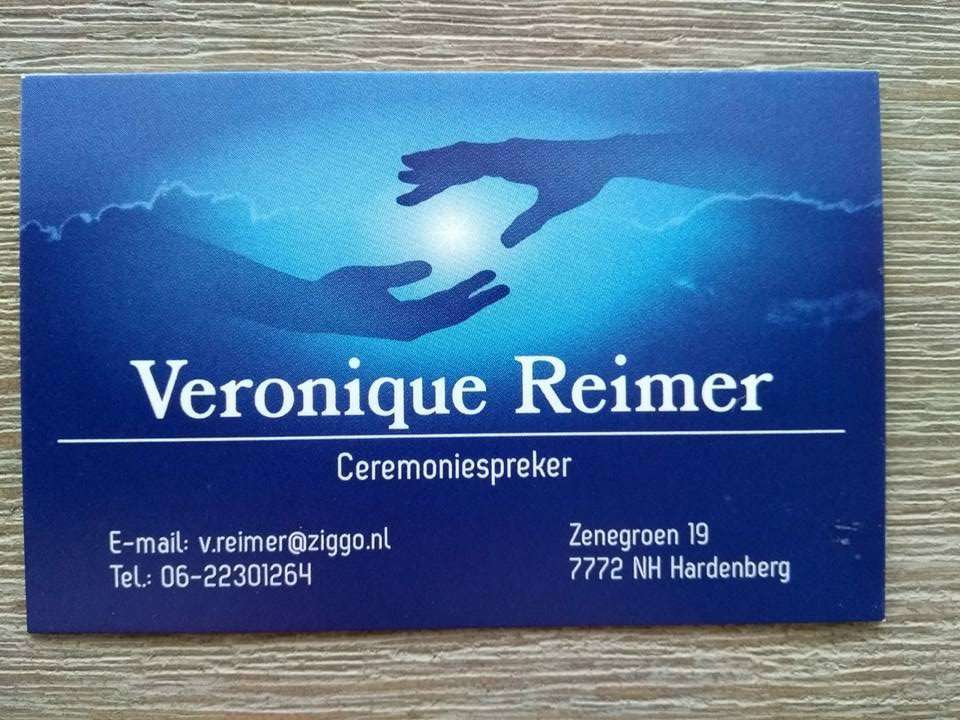 Veronique Reimer
Ceremoniespreker
E-mail: v.reimer@ziggo.nl
Tel.: 06-22301264
Zenegroen 19
7772 NH Hardenberg